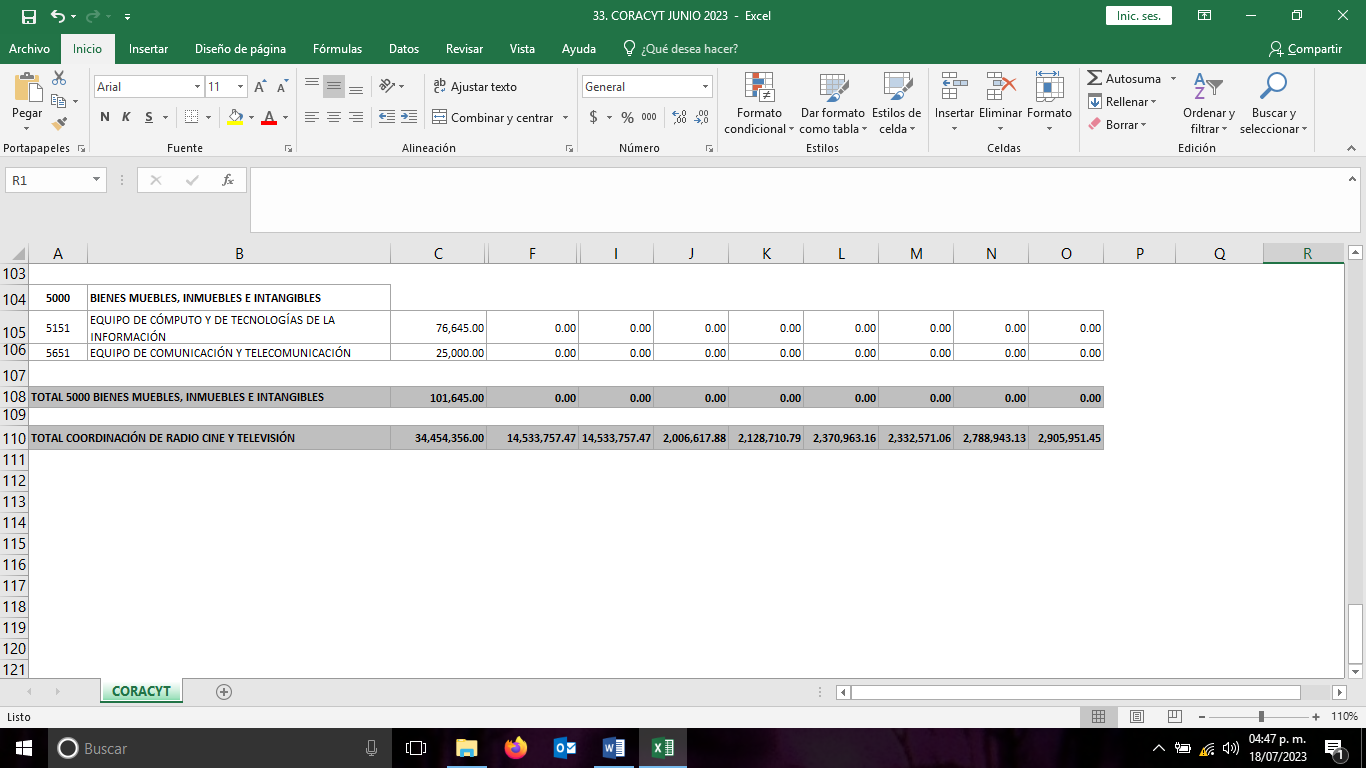 33. CORACYT JUNIO 2023 - Excel
Inic. ses.
Archivo Inicio Insertar Diseño de página Fórmulas Datos Revisar Vista Ayuda ¿Qué desea hacer? Compartir
Pegar
Arial 11
N K S
Ajustar texto
Combinar y centrar
General
$ % 000
Formato condicional
Dar formato como tabla
Estilos de celda
Insertar Eliminar Formato
Autosuma
Rellenar
Borrar
Ordenar y filtrar
Buscar y seleccionar
Portapapeles Fuente Alineación Número Estilos Celdas Edición
R1 fx
A B C F I J K L M N O P Q R
103
104 5000 BIENES MUEBLES, INMUEBLES E INTANGIBLES
105 5151 EQUIPO DE CÓMPUTO Y DE TECNOLOGÍAS DE LA INFORMACIÓN 76,645.00 0.00 0.00 0.00 0.00 0.00 0.00 0.00 0.00
106 5651 EQUIPO DE COMUNICACIÓN Y TELECOMUNICACIÓN 25,000.00 0.00 0.00 0.00 0.00 0.00 0.00 0.00 0.00
107
108 TOTAL 5000 BIENES MUEBLES, INMUEBLES E INTANGIBLES 101,645.00 0.00 0.00 0.00 0.00 0.00 0.00 0.00 0.00
109
110 TOTAL COORDINACIÓN DE RADIO CINE Y TELEVISIÓN 34,454,356.00 14,533,757.47 14,533,757.47 2,006,617.88 2,128,710.79 2,370,963.16 2,332,571.06 2,788,943.13 2,905,951.45
111
112
113
114
115
116
117
118
119
120
121
CORACYT
Listo
110%
Buscar
04:47 p. m.
18/07/2023
1